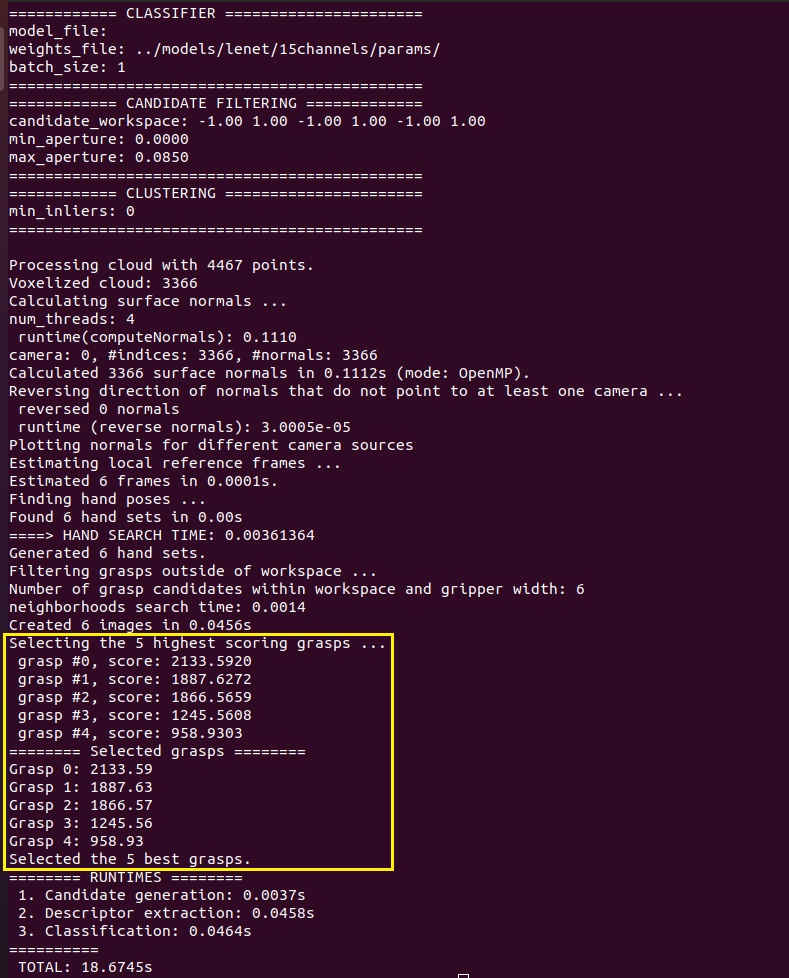 ============ CLASSIFIER ======================
model_file:
weights_file: ../models/lenet/15channels/params/
batch_size: 1
==============================================
============ CANDIDATE FILTERING =============
candidate_workspace: -1.00 1.00 -1.00 1.00 -1.00 1.00
min_aperture: 0.0000
max_aperture: 0.0850
==============================================
============ CLUSTERING ======================
min_inliers: 0
==============================================

Processing cloud with 4467 points.
Voxelized cloud: 3366
Calculating surface normals ...
num_threads: 4
 runtime(computeNormals): 0.1110
camera: 0, #indices: 3366, #normals: 3366
Calculated 3366 surface normals in 0.1112s (mode: OpenMP).
Reversing direction of normals that do not point to at least one camera ...
 reversed 0 normals
 runtime (reverse normals): 3.0005e-05
Plotting normals for different camera sources
Estimating local reference frames ...
Estimated 6 frames in 0.0001s.
Finding hand poses ...
Found 6 hand sets in 0.00s
====> HAND SEARCH TIME: 0.00361364
Generated 6 hand sets.
Filtering grasps outside of workspace ...
Number of grasp candidates within workspace and gripper width: 6
neighborhoods search time: 0.0014
Created 6 images in 0.0456s
Selecting the 5 highest scoring grasps ...
 grasp #0, score: 2133.5920
 grasp #1, score: 1887.6272
 grasp #2, score: 1866.5659
 grasp #3, score: 1245.5608
 grasp #4, score: 958.9303
======== Selected grasps ========
Grasp 0: 2133.59
Grasp 1: 1887.63
Grasp 2: 1866.57
Grasp 3: 1245.56
Grasp 4: 958.93
Selected the 5 best grasps.
======== RUNTIMES ========
 1. Candidate generation: 0.0037s
 2. Descriptor extraction: 0.0458s
 3. Classification: 0.0464s
==========
 TOTAL: 18.6745s